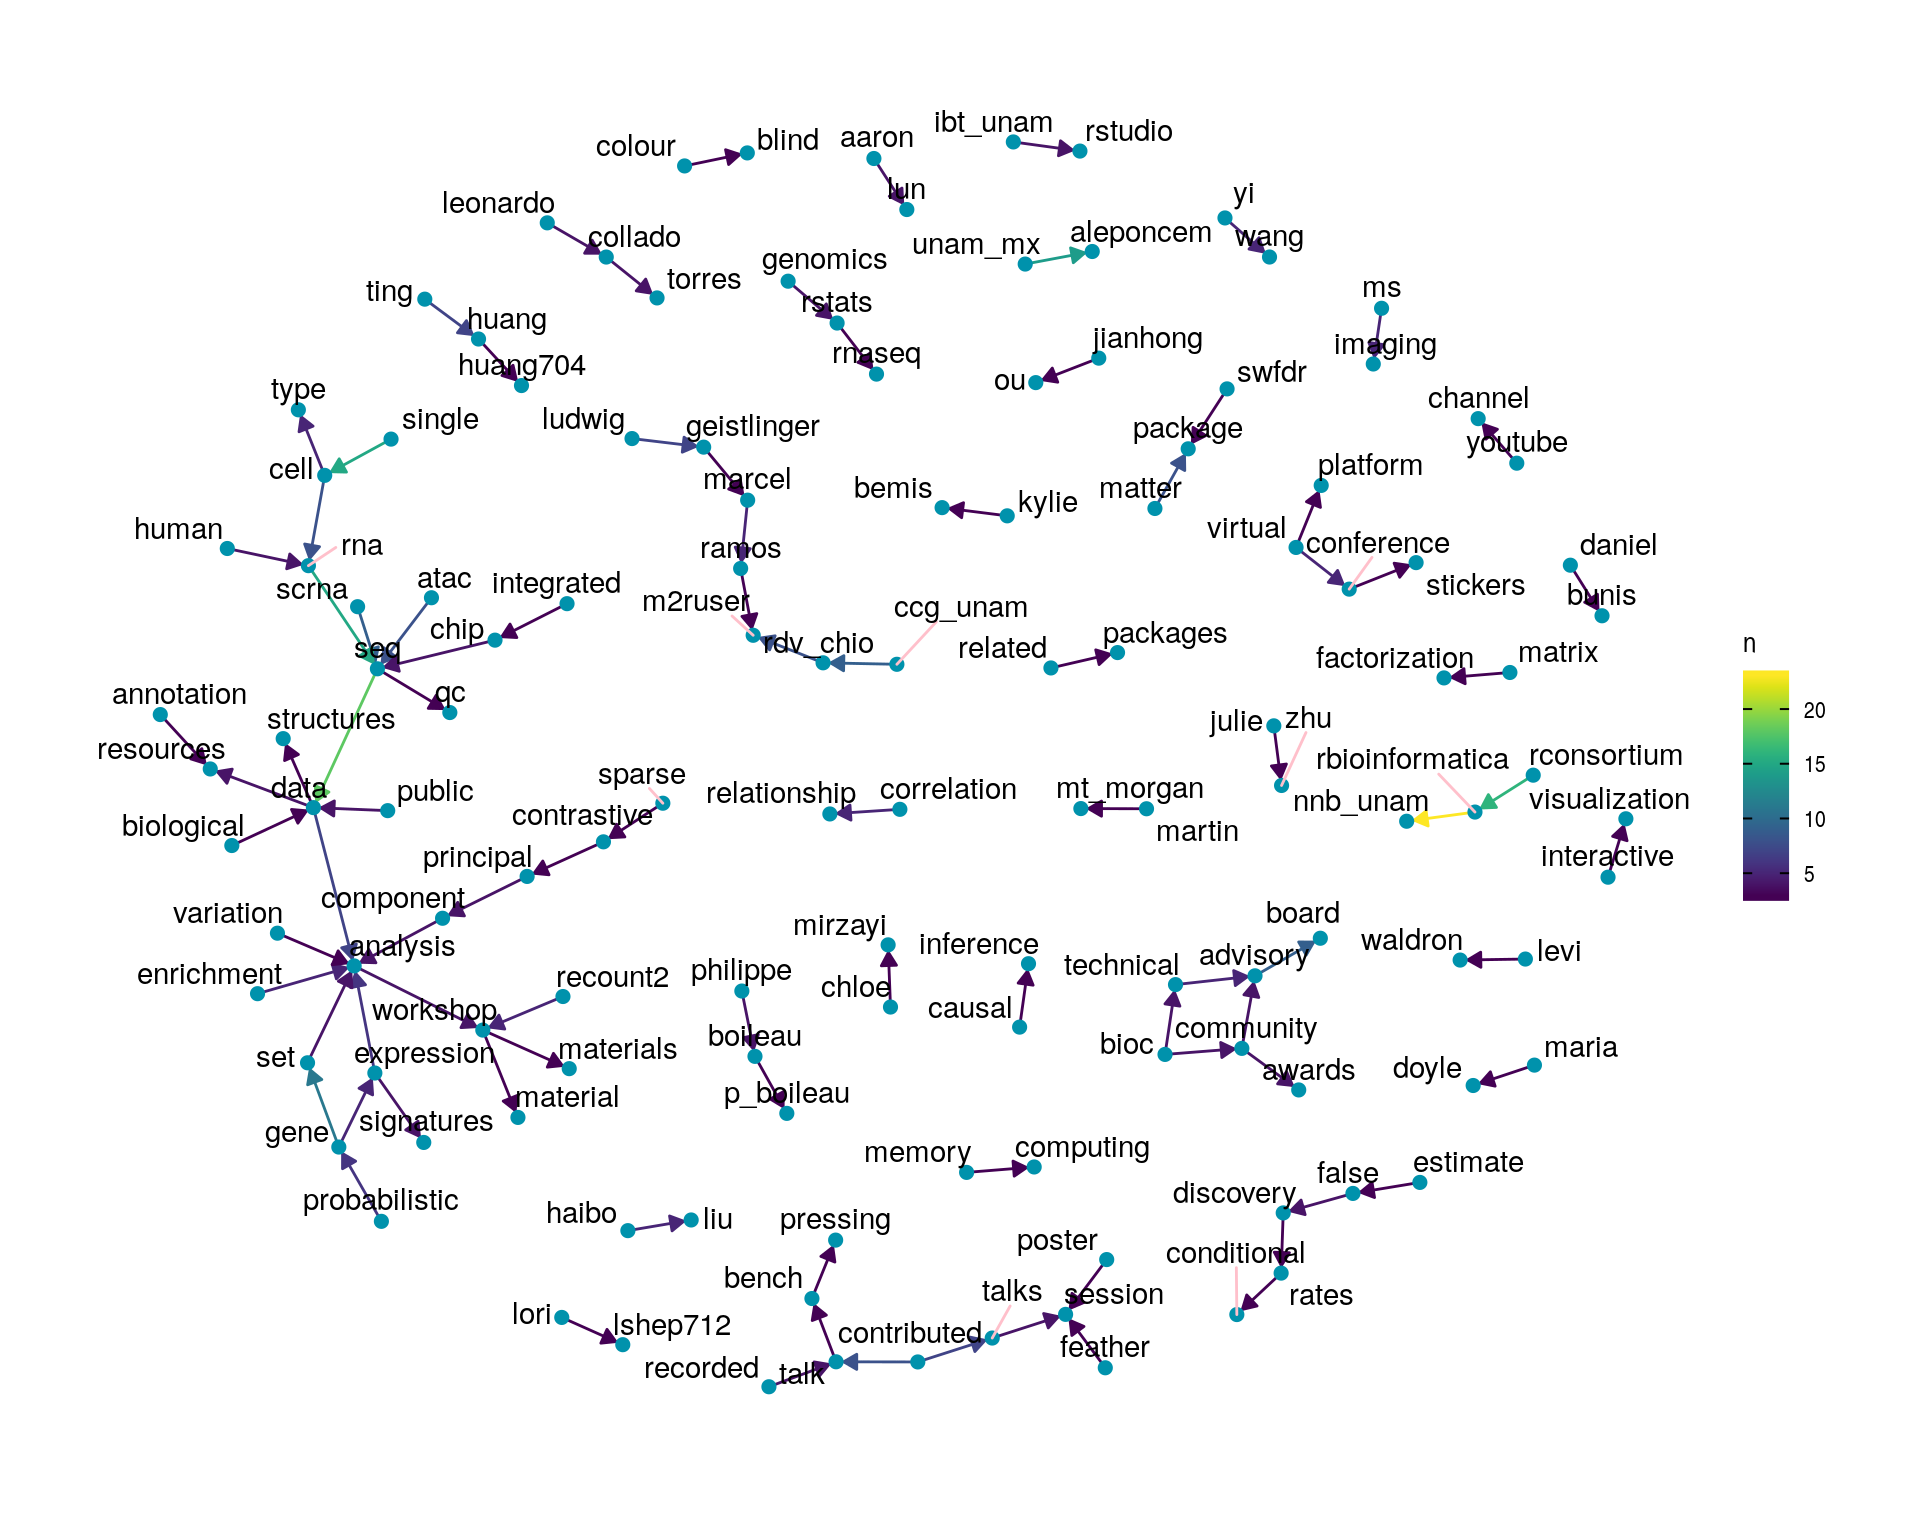 ibt_unam
rstudio
colour
blind
aaron
lun
leonardo
collado
torres
yi
wang
unam_mx
aleponcem
genomics
rstats
rnaseq
ting
huang
huang704
ms
imaging
jianhong
ou
swfdr
package
matter
type
single
cell
ludwig
geistlinger
marcel
ramos
channel
youtube
platform
virtual
conference
stickers
bemis
kylie
human
rna
scrna
atac
integrated
chip
seq
qc
m2ruser
rdv_chio
ccg_unam
related
packages
daniel
bunis
factorization
matrix
n
20
15
10
5
annotation
structures
resources
data
public
biological
sparse
contrastive
principal
component
relationship
correlation
mt_morgan
martin
julie
zhu
rbioinformatica
rconsortium
nnb_unam
visualization
interactive
variation
analysis
enrichment
recount2
workshop
materials
material
set
expression
gene
signatures
probabilistic
philippe
boileau
p_boileau
mirzayi
chloe
inference
causal
board
advisory
technical
bioc
community
awards
waldron
levi
maria
doyle
memory
computing
estimate
false
discovery
conditional
rates
haibo
liu
pressing
bench
poster
talks
session
feather
contributed
recorded
talk
lori
lshep712